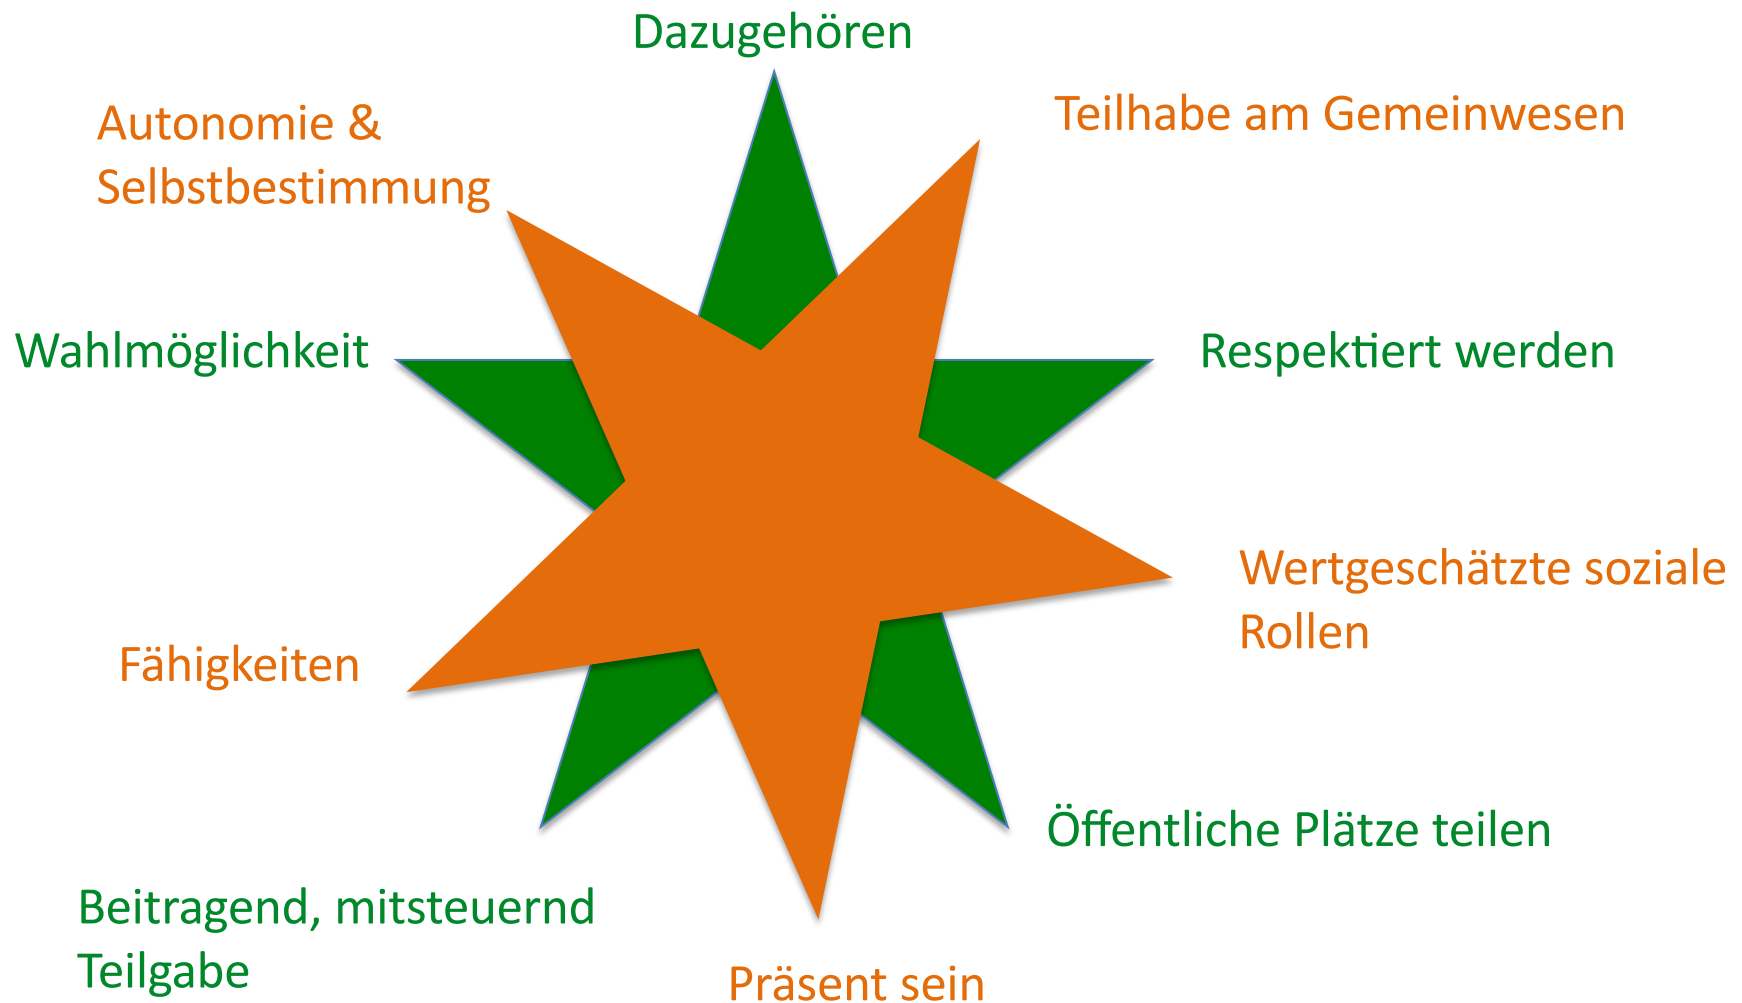 Dazugehören
Teilhabe am Gemeinwesen
Autonomie &
Selbstbestimmung
Wahlmöglichkeit
Respektiert werden
Wertgeschätzte soziale
Rollen
Fähigkeiten
Öffentliche Plätze teilen
Beitragend, mitsteuernd
Teilgabe
Präsent sein